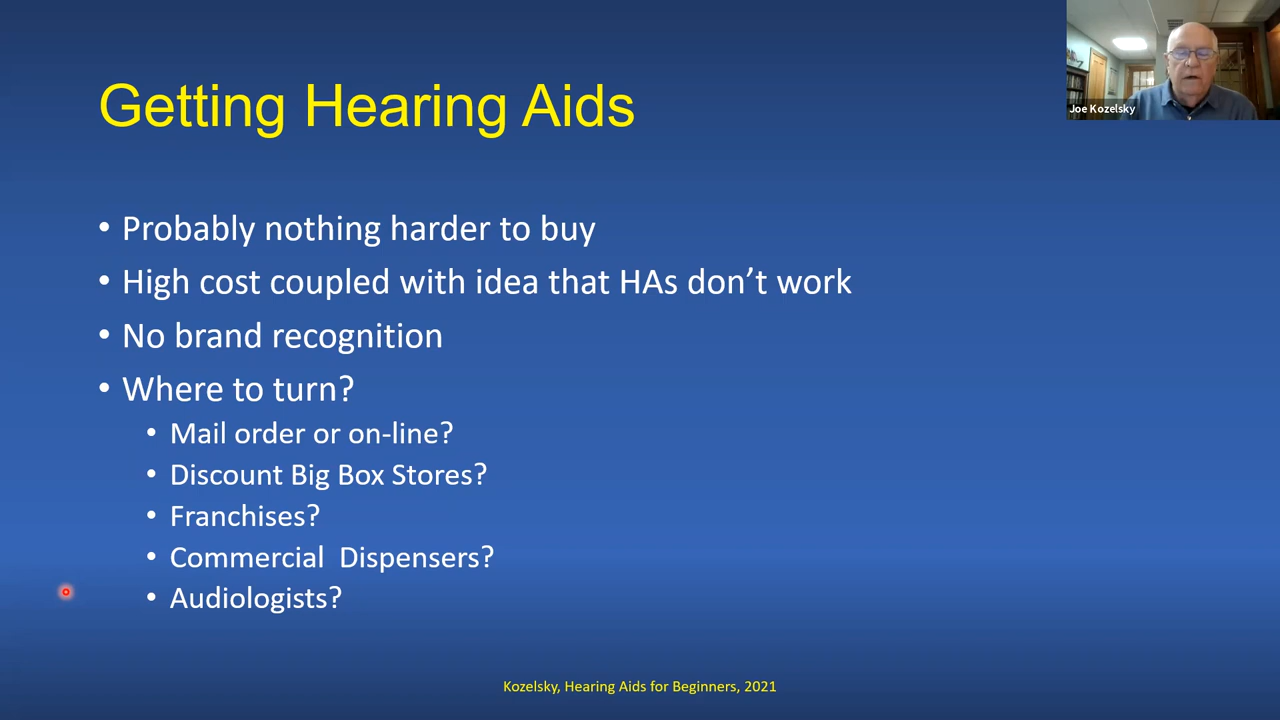 Getting Hearing Aids
Joe Kozelsky
• Probably nothing harder to buy
• High cost coupled with idea that HAs don’t work
• No brand recognition
• Where to turn?
• Mail order or on-line?
• Discount Big Box Stores?
• Franchises?
• Commercial  Dispensers?
• Audiologists?
Kozelsky, Hearing Aids for Beginners, 2021